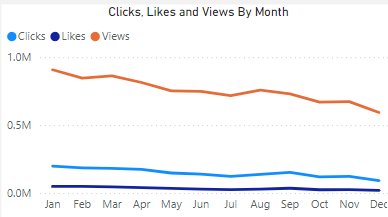 Clicks, Likes and Views By Month
Clicks Likes Views
1.0M
0.5M
0.0M
Jan Feb Mar Apr May Jun Jul Aug Sep Oct Nov Dec